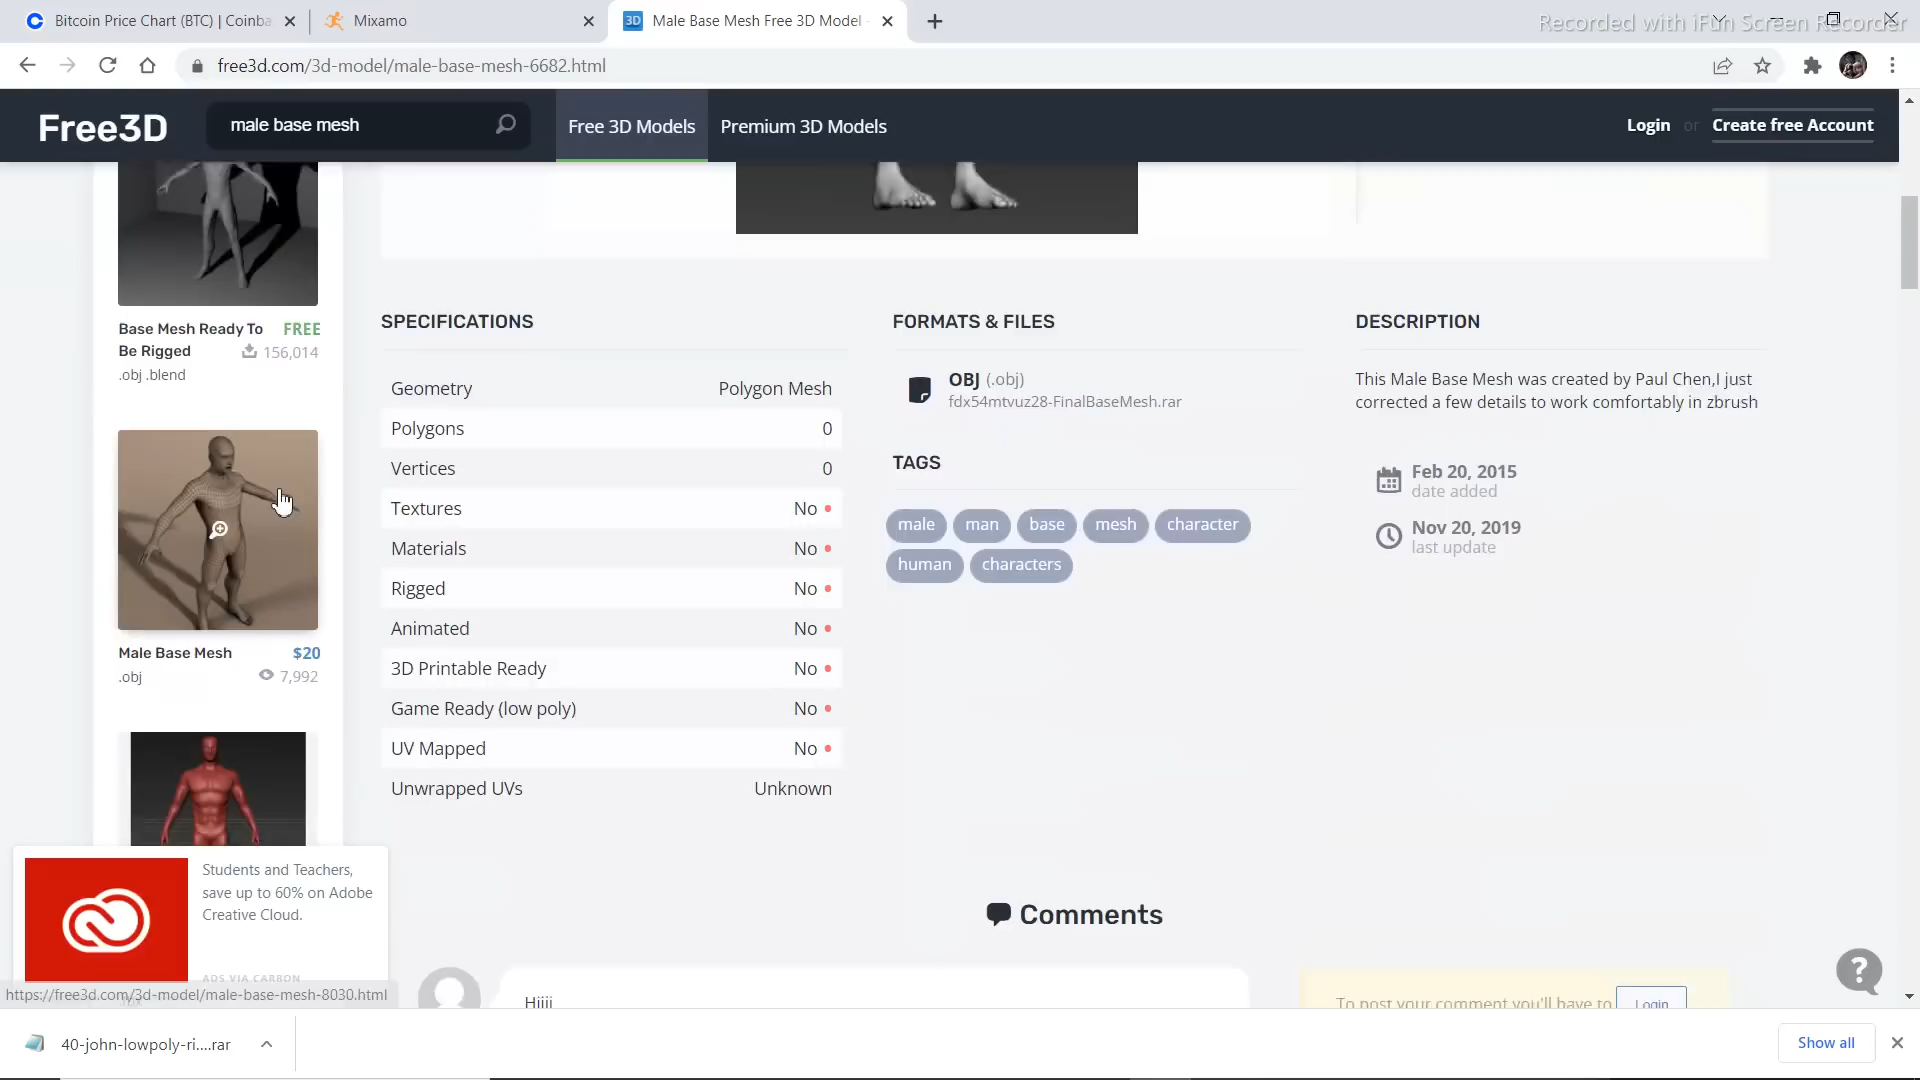 Bitcoin Price Chart (BTC) | Coinba
Mixamo
3D Male Base Mesh Free 3D Model -
Recorded with iFun Screen Recorder
free3d.com/3d-model/male-base-mesh-6682.html
Free3D
male base mesh
Free 3D Models
Premium 3D Models
Login or Create free Account
Base Mesh Ready To Be Rigged
FREE
156,014
.obj .blend
Male Base Mesh
$20
.obj
7,992
SPECIFICATIONS
Geometry Polygon Mesh
Polygons 0
Vertices 0
Textures No
Materials No
Rigged No
Animated No
3D Printable Ready No
Game Ready (low poly) No
UV Mapped No
Unwrapped UVs Unknown
FORMATS & FILES
OBJ (.obj)
fdx54mtvuz28-FinalBaseMesh.rar
TAGS
male man base mesh character
human characters
DESCRIPTION
This Male Base Mesh was created by Paul Chen,I just
corrected a few details to work comfortably in zbrush
Feb 20, 2015
date added
Nov 20, 2019
last update
Students and Teachers,
save up to 60% on Adobe
Creative Cloud.
ADS VIA CARBON
Comments
Hiiii
To post your comment you'll have to Login
?
https://free3d.com/3d-model/male-base-mesh-8030.html
40-john-lowpoly-ri....rar
Show all